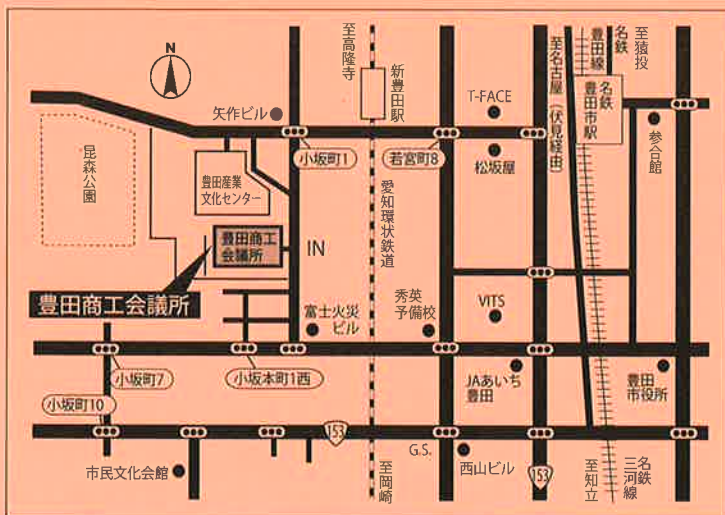 N
至高隆寺
新豊田駅
矢作ビル
小坂町1
若宮町8
T-FACE
松坂屋
至名古屋(伏見経由)
名鉄
豊田線
至猿投
名鉄
豊田市駅
参合館
昆森公園
豊田産業
文化センター
豊田商工
会議所
IN
愛知環状鉄道
豊田商工会議所
富士火災
ビル
秀英
予備校
VITS
小坂町7
小坂本町1西
小坂町10
JAあいち
豊田
豊田
市役所
153
G.S.
西山ビル
153
市民文化会館
至岡崎
至知立
名鉄
三河線